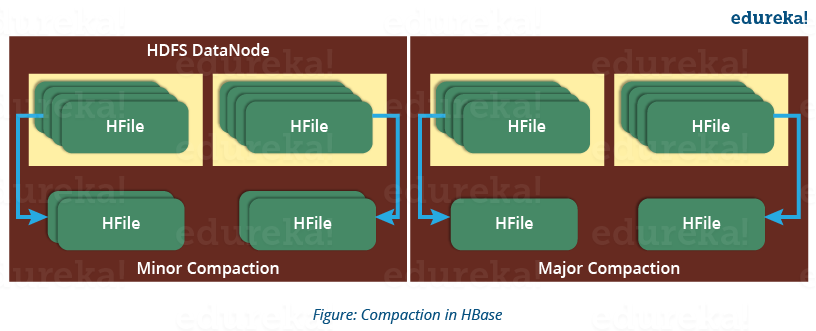 edureka!
HDFS DataNode
HFile
HFile
HFile
HFile
HFile
HFile
HFile
HFile
Minor Compaction
Major Compaction
Figure: Compaction in HBase